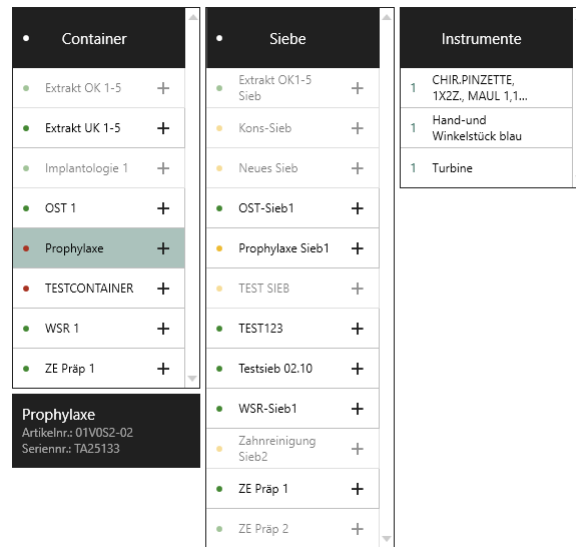 Container
Extrakt OK 1-5 +
Extrakt UK 1-5 +
Implantologie 1 +
OST 1 +
Prophylaxe +
TESTCONTAINER +
WSR 1 +
ZE Präp 1 +
Prophylaxe
Artikelnr.: 01V0S2-02
Seriennr.: TA25133
Siebe
Extrakt OK1-5
Sieb +
Kons-Sieb +
Neues Sieb +
OST-Sieb1 +
Prophylaxe Sieb1 +
TEST SIEB +
TEST123 +
Testsieb 02.10 +
WSR-Sieb1 +
Zahnreinigung
Sieb2 +
ZE Präp 1 +
ZE Präp 2 +
Instrumente
1 CHIR.PINZETTE,
1X2Z., MAUL 1,1...
1 Hand-und
Winkelstück blau
1 Turbine